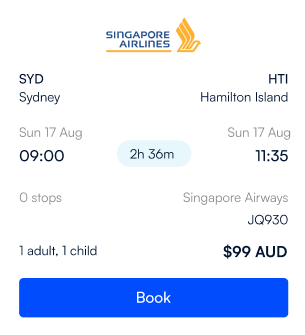 SINGAPORE
AIRLINES
SYD HTI
Sydney Hamilton Island
Sun 17 Aug Sun 17 Aug
09:00 2h 36m 11:35
0 stops Singapore Airways
JQ930
1 adult, 1 child $99 AUD
Book